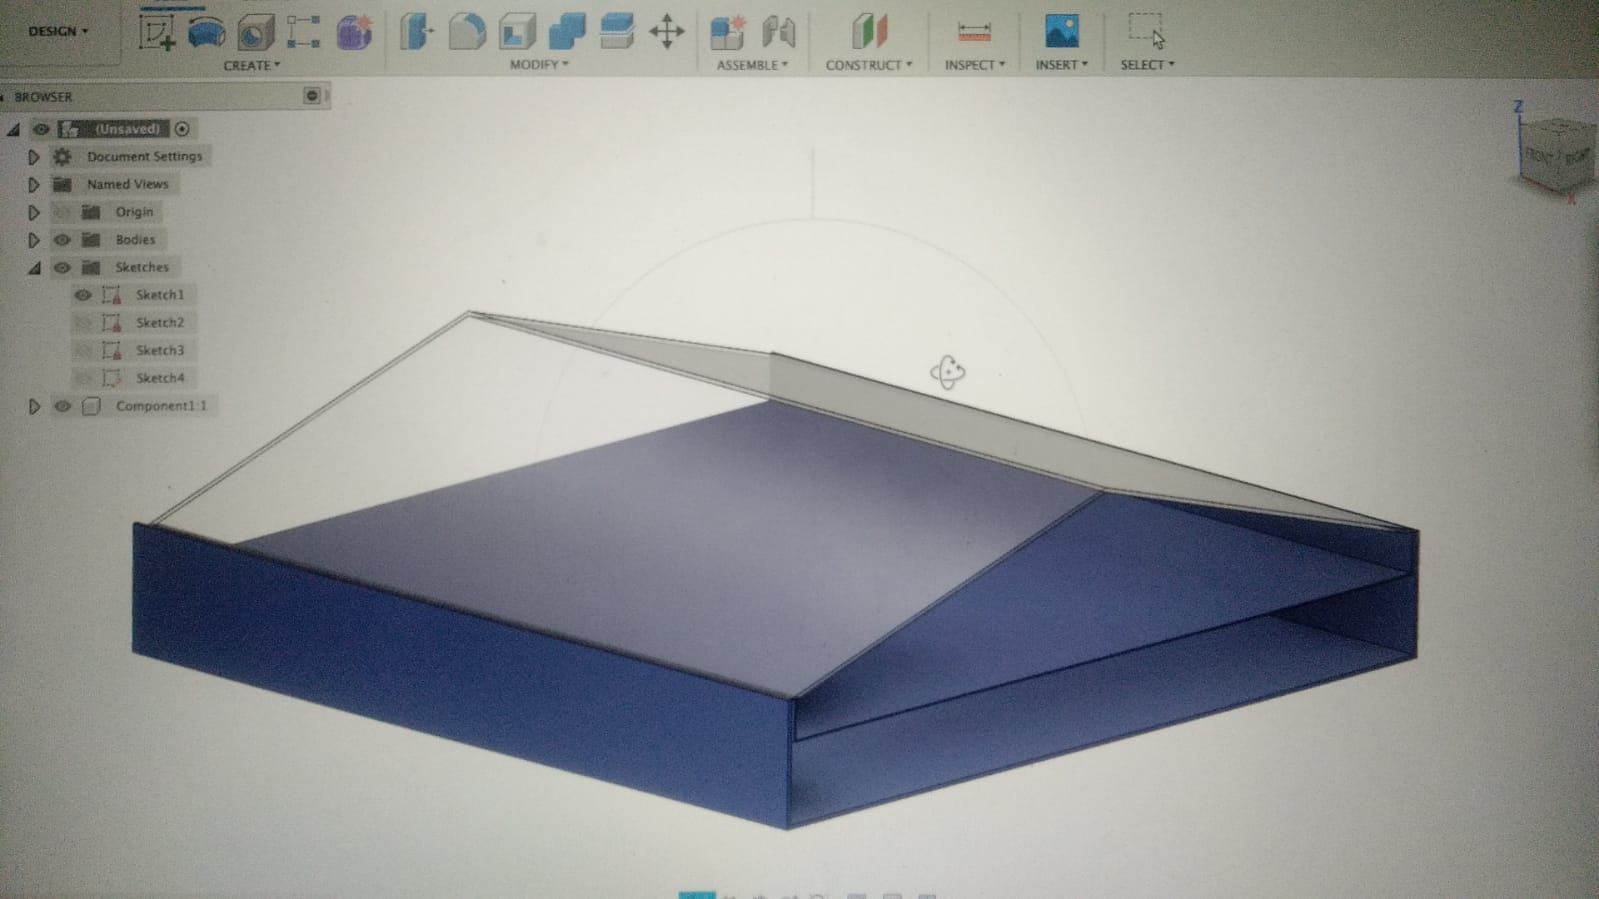 DESIGN
CREATE
MODIFY
ASSEMBLE
CONSTRUCT
INSPECT
INSERT
SELECT
BROWSER
(Unsaved)
Document Settings
Named Views
Origin
Bodies
Sketches
Sketch1
Sketch2
Sketch3
Sketch4
Component1:1
Z
FRONT
RIGHT
X